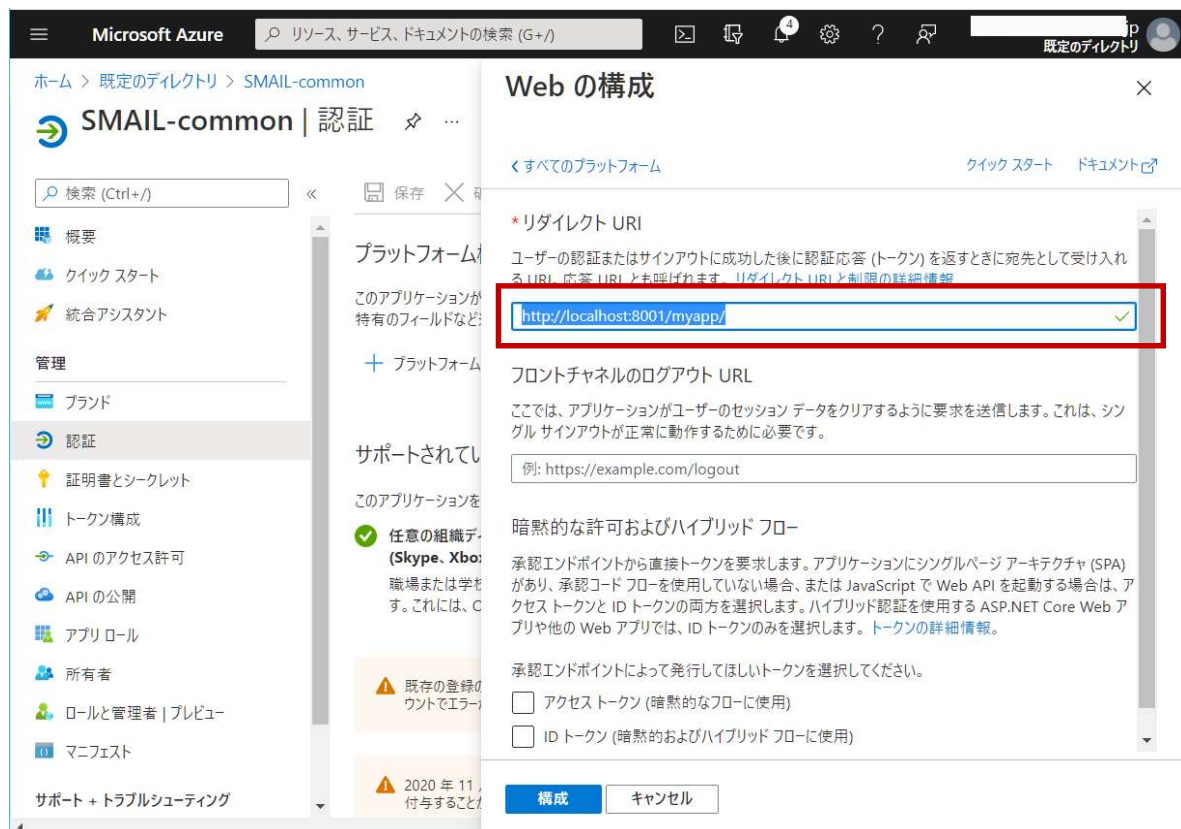 Microsoft Azure
リソース、サービス、ドキュメントの検索 (G+/)
4
jp
既定のディレクトリ
ホーム > 既定のディレクトリ > SMAIL-common
SMAIL-common | 認証
検索 (Ctrl+/)
概要
クイック スタート
統合アシスタント
管理
ブランド
認証
証明書とシークレット
トークン構成
API のアクセス許可
API の公開
アプリ ロール
所有者
ロールと管理者 | プレビュー
マニフェスト
サポート + トラブルシューティング
保存
プラットフォーム
このアプリケーションが
特有のフィールドなど
プラットフォーム
サポートされてい
このアプリケーションを
任意の組織デ
(Skype、Xbo
職場または学校
す。これには、
既存の登録の
ウントでエラー
2020 年 11
付与すること
Web の構成
すべてのプラットフォーム
クイック スタート
ドキュメント
* リダイレクト URI
ユーザーの認証またはサインアウトに成功した後に認証応答 (トークン) を返すときに宛先として受け入れ
る URI。応答 URL とも呼ばれます。リダイレクト URI と制限の詳細情報
http://localhost:8001/myapp/
フロントチャネルのログアウト URL
ここでは、アプリケーションがユーザーのセッション データをクリアするように要求を送信します。これは、シン
グル サインアウトが正常に動作するために必要です。
例: https://example.com/logout
暗黙的な許可およびハイブリッド フロー
承認エンドポイントから直接トークンを要求します。アプリケーションにシングルページ アーキテクチャ (SPA)
があり、承認コード フローを使用していない場合、または JavaScript で Web API を起動する場合は、ア
クセス トークンと ID トークンの両方を選択します。ハイブリッド認証を使用する ASP.NET Core Web ア
プリや他の Web アプリでは、ID トークンのみを選択します。トークンの詳細情報。
承認エンドポイントによって発行してほしいトークンを選択してください。
アクセス トークン (暗黙的なフローに使用)
ID トークン (暗黙的およびハイブリッド フローに使用)
構成
キャンセル